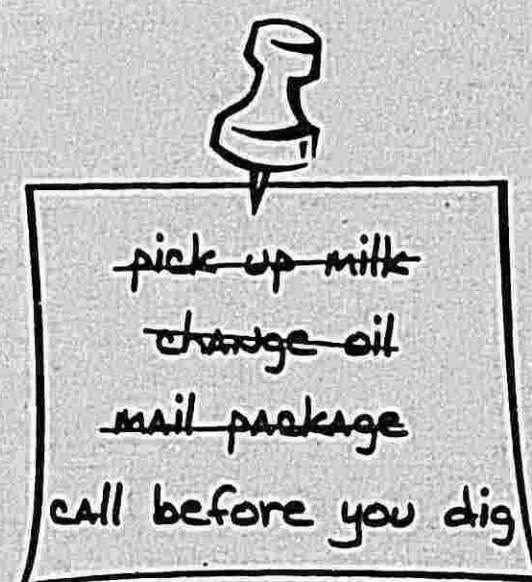 pick up milk
change oil
mail package
call before you dig